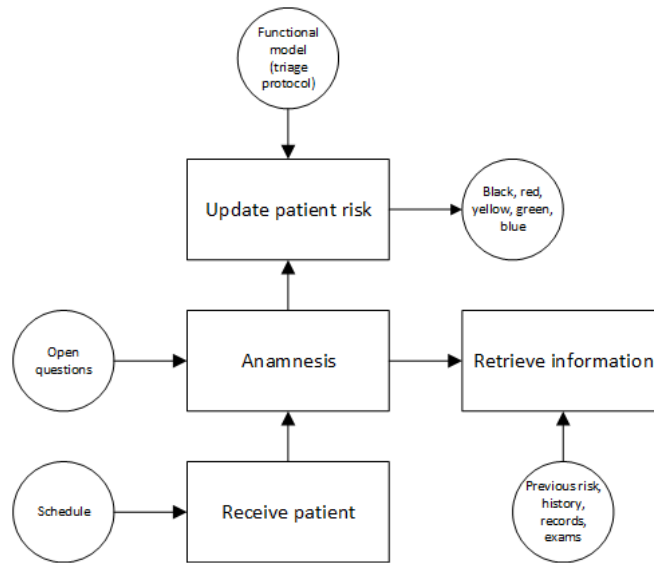 Functional
model
(triage
protocol)
Update patient risk
Black, red,
yellow, green,
blue
Open
questions
Anamnesis
Retrieve information
Schedule
Receive patient
Previous risk,
history,
records,
exams